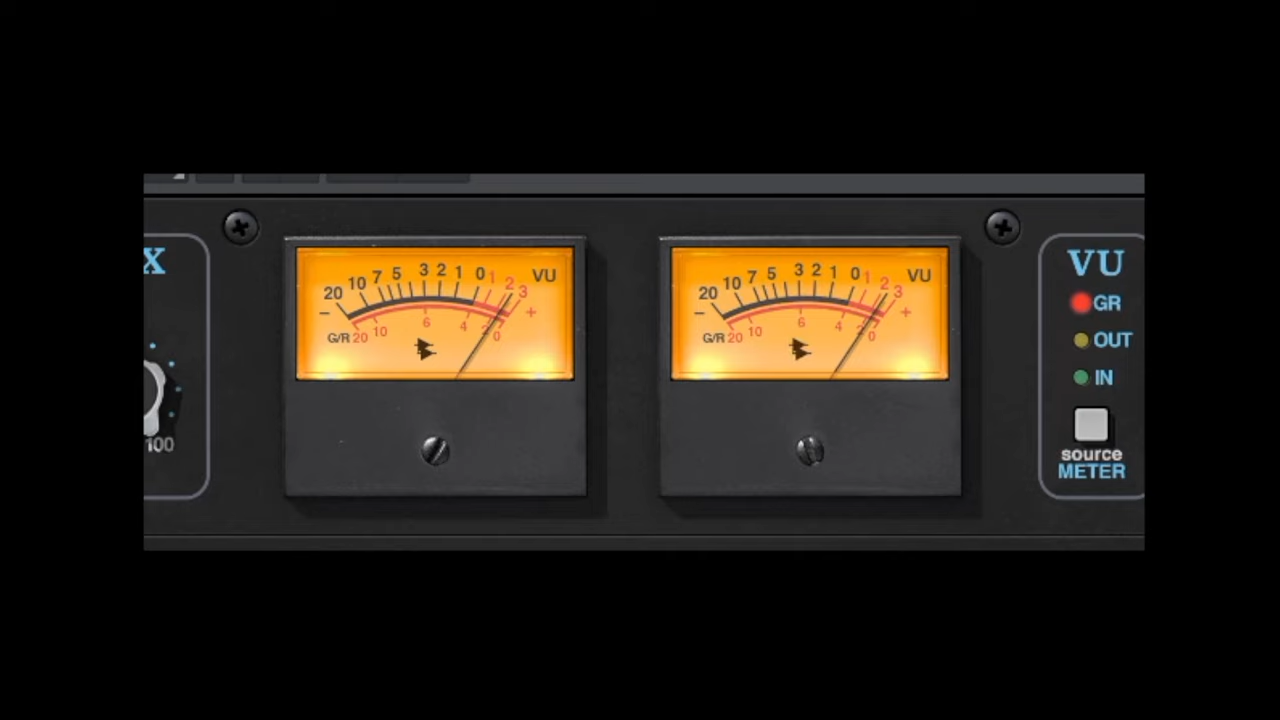 X
100
20 10 7 5 3 2 1 0 1 2 3 VU
− +
G/R 20 10 6 4 2 0
20 10 7 5 3 2 1 0 1 2 3 VU
− +
G/R 20 10 6 4 2 0
VU
GR
OUT
IN
source
METER